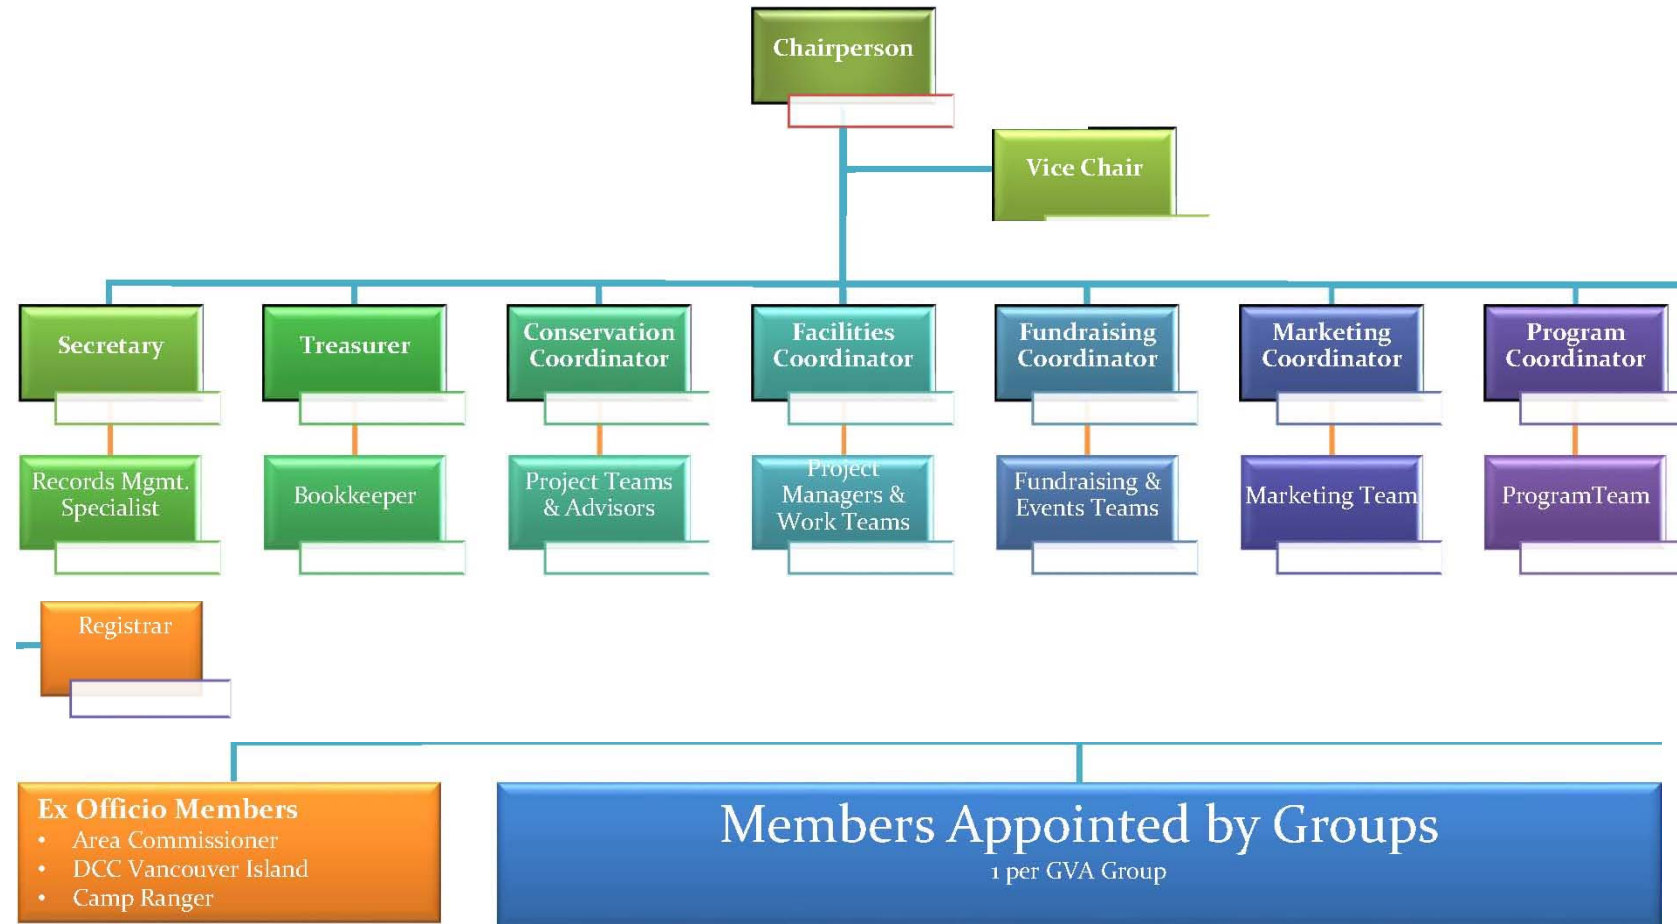 Chairperson
Vice Chair
Secretary
Treasurer
Conservation
Coordinator
Facilities
Coordinator
Fundraising
Coordinator
Marketing
Coordinator
Program
Coordinator
Records Mgmt.
Specialist
Bookkeeper
Project Teams
& Advisors
Project
Managers &
Work Teams
Fundraising &
Events Teams
Marketing Team
ProgramTeam
Registrar
Ex Officio Members
• Area Commissioner
• DCC Vancouver Island
• Camp Ranger
Members Appointed by Groups
1 per GVA Group